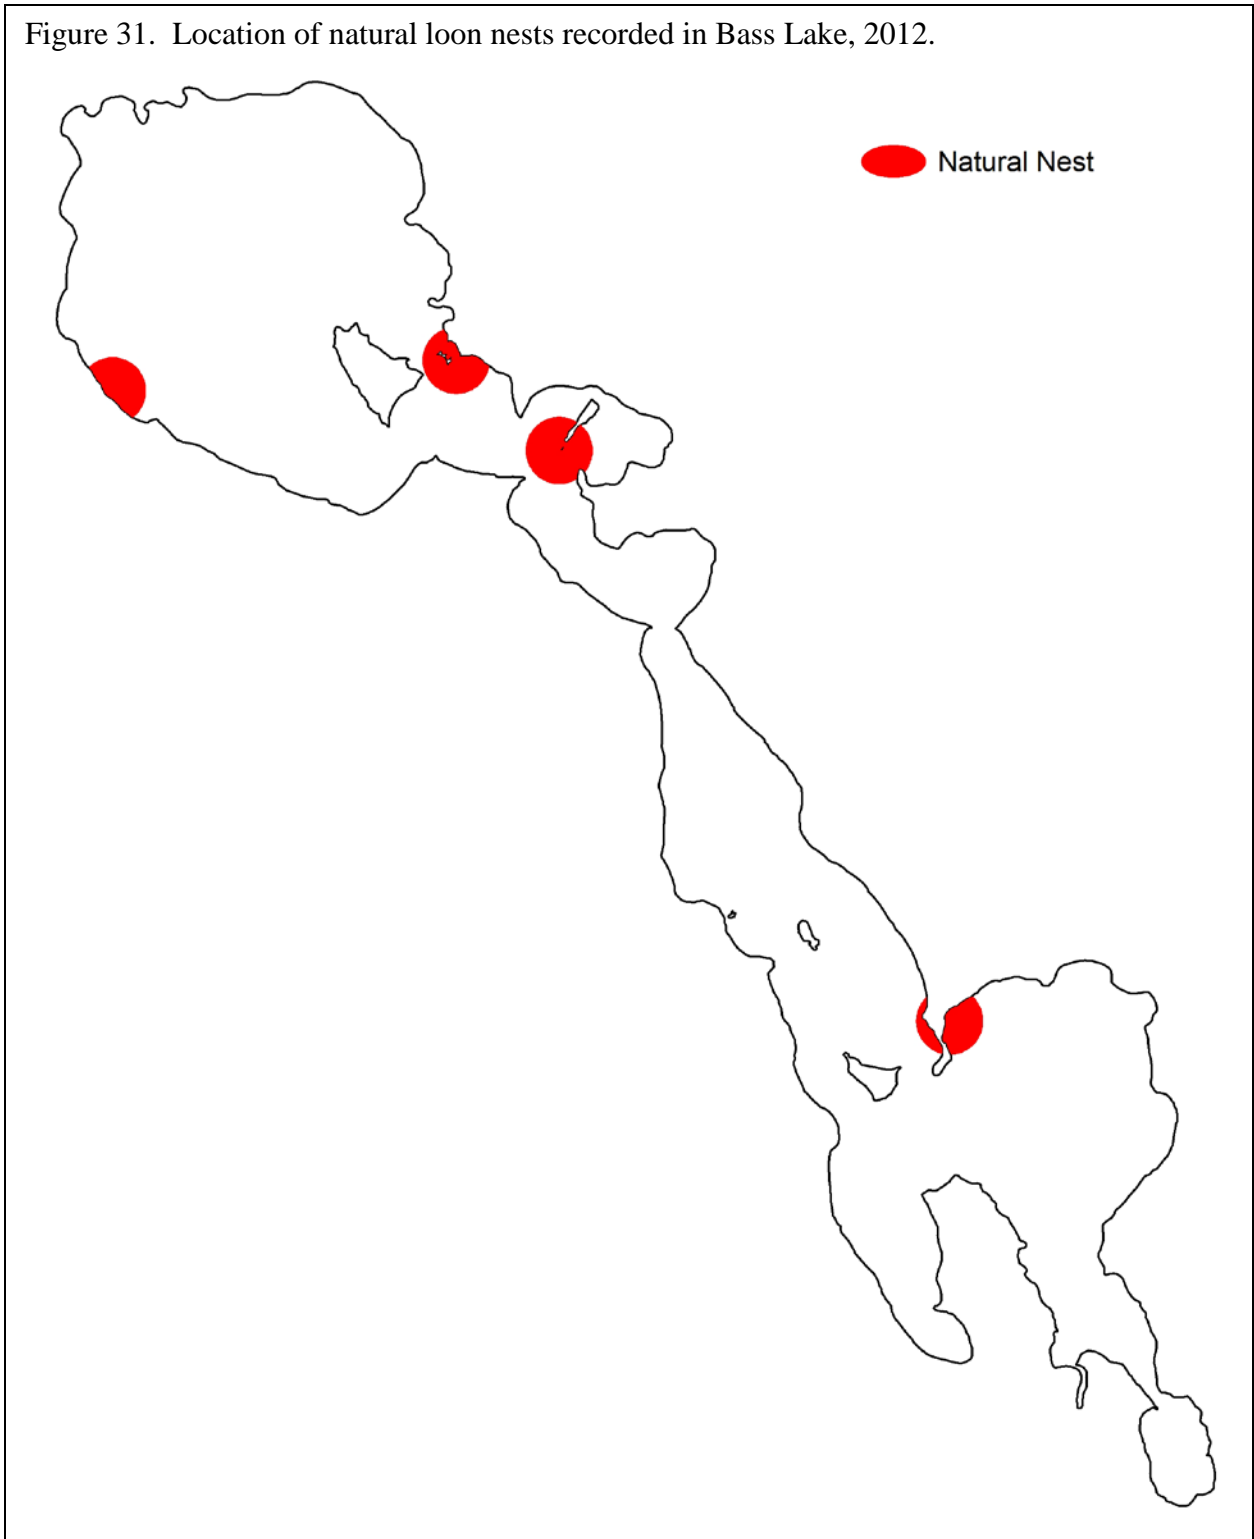 Figure 31.  Location of natural loon nests recorded in Bass Lake, 2012.
Natural Nest